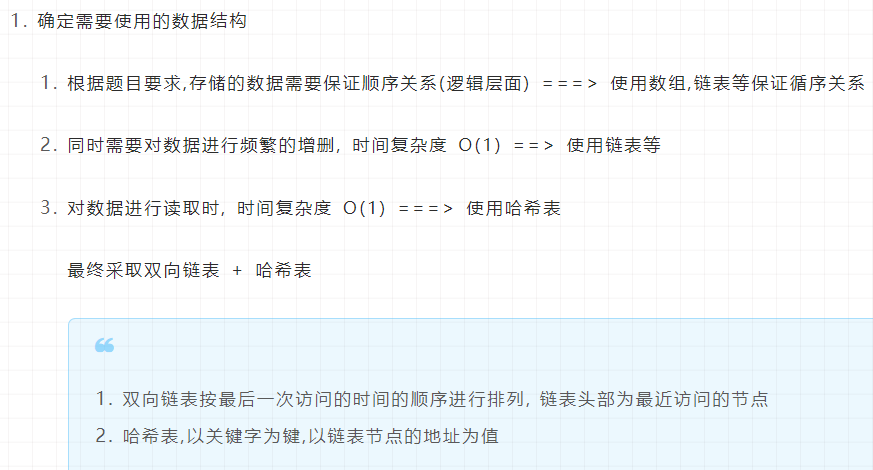 1. 确定需要使用的数据结构
1. 根据题目要求,存储的数据需要保证顺序关系(逻辑层面) ===> 使用数组,链表等保证循序关系
2. 同时需要对数据进行频繁的增删, 时间复杂度 O(1) ==> 使用链表等
3. 对数据进行读取时, 时间复杂度 O(1) ===> 使用哈希表
最终采取双向链表 + 哈希表
❝
1. 双向链表按最后一次访问的时间的顺序进行排列, 链表头部为最近访问的节点
2. 哈希表,以关键字为键,以链表节点的地址为值